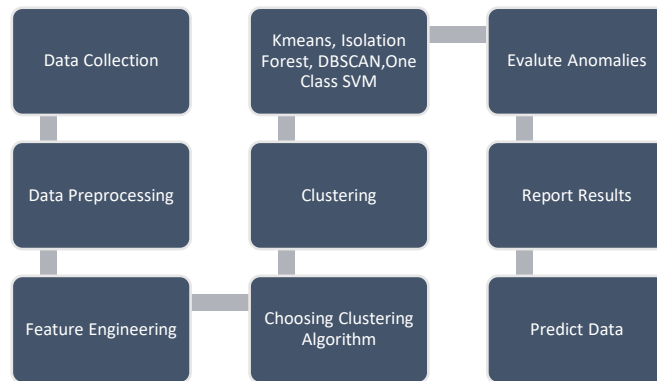 Data Collection
Data Preprocessing
Feature Engineering
Choosing Clustering
Algorithm
Clustering
Kmeans, Isolation
Forest, DBSCAN,One
Class SVM
Evalute Anomalies
Report Results
Predict Data